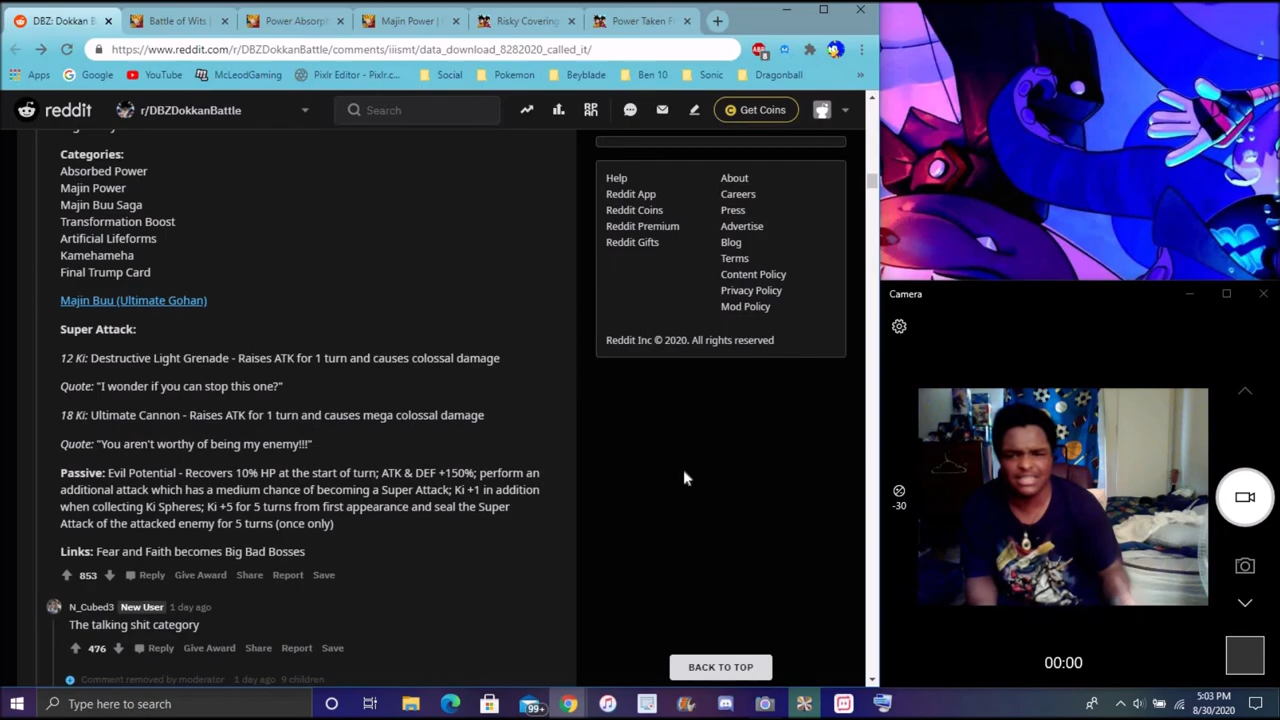 DBZ: Dokkan B
Battle of Wits
Power Absorp
Majin Power
Risky Covering
Power Taken F
https://www.reddit.com/r/DBZDokkanBattle/comments/iiismt/data_download_8282020_called_it/
Apps Google YouTube McLeodGaming Pixlr Editor - Pixlr.c... Social Pokemon Beyblade Ben 10 Sonic Dragonball »
reddit r/DBZDokkanBattle Search Get Coins
Categories:
Absorbed Power
Majin Power
Majin Buu Saga
Transformation Boost
Artificial Lifeforms
Kamehameha
Final Trump Card
Majin Buu (Ultimate Gohan)
Super Attack:
12 Ki: Destructive Light Grenade - Raises ATK for 1 turn and causes colossal damage
Quote: "I wonder if you can stop this one?"
18 Ki: Ultimate Cannon - Raises ATK for 1 turn and causes mega colossal damage
Quote: "You aren't worthy of being my enemy!!!"
Passive: Evil Potential - Recovers 10% HP at the start of turn; ATK & DEF +150%; perform an
additional attack which has a medium chance of becoming a Super Attack; Ki +1 in addition
when collecting Ki Spheres; Ki +5 for 5 turns from first appearance and seal the Super
Attack of the attacked enemy for 5 turns (once only)
Links: Fear and Faith becomes Big Bad Bosses
853 Reply Give Award Share Report Save
N_Cubed3 New User 1 day ago
The talking shit category
476 Reply Give Award Share Report Save
Comment removed by moderator 1 day ago 9 children
Help
Reddit App
Reddit Coins
Reddit Premium
Reddit Gifts
About
Careers
Press
Advertise
Blog
Terms
Content Policy
Privacy Policy
Mod Policy
Reddit Inc © 2020. All rights reserved
BACK TO TOP
Camera
-30
00:00
Type here to search
99+
5:03 PM
8/30/2020